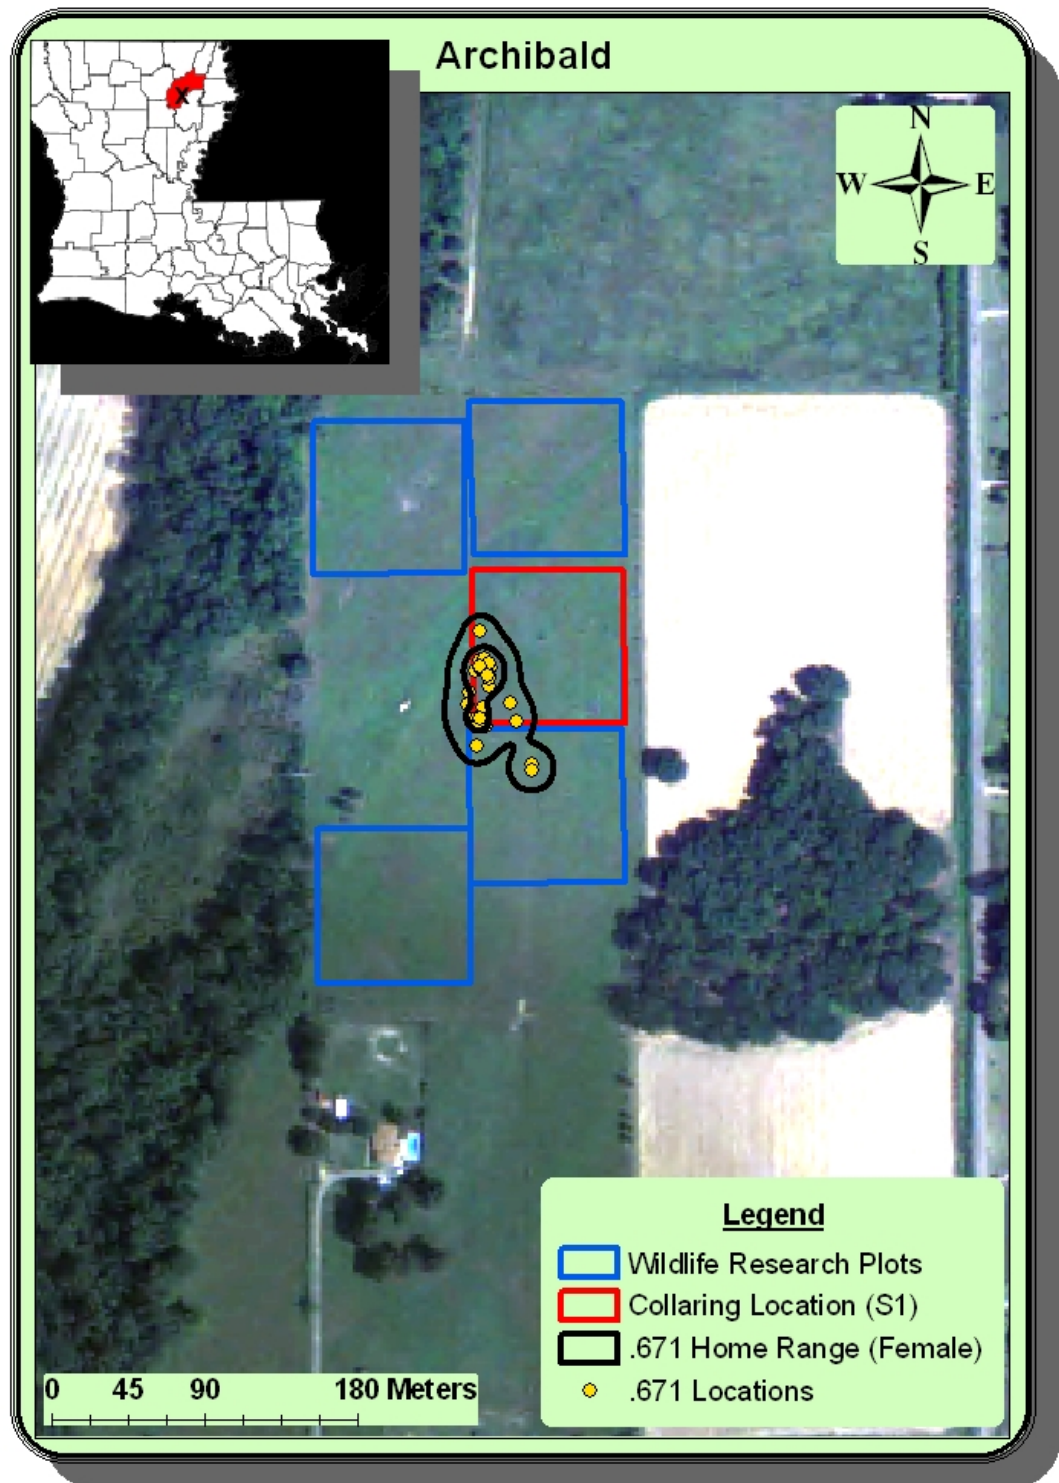 Archibald
X
N
W E
S
Legend
Wildlife Research Plots
Collaring Location (S1)
.671 Home Range (Female)
.671 Locations
0 45 90 180 Meters